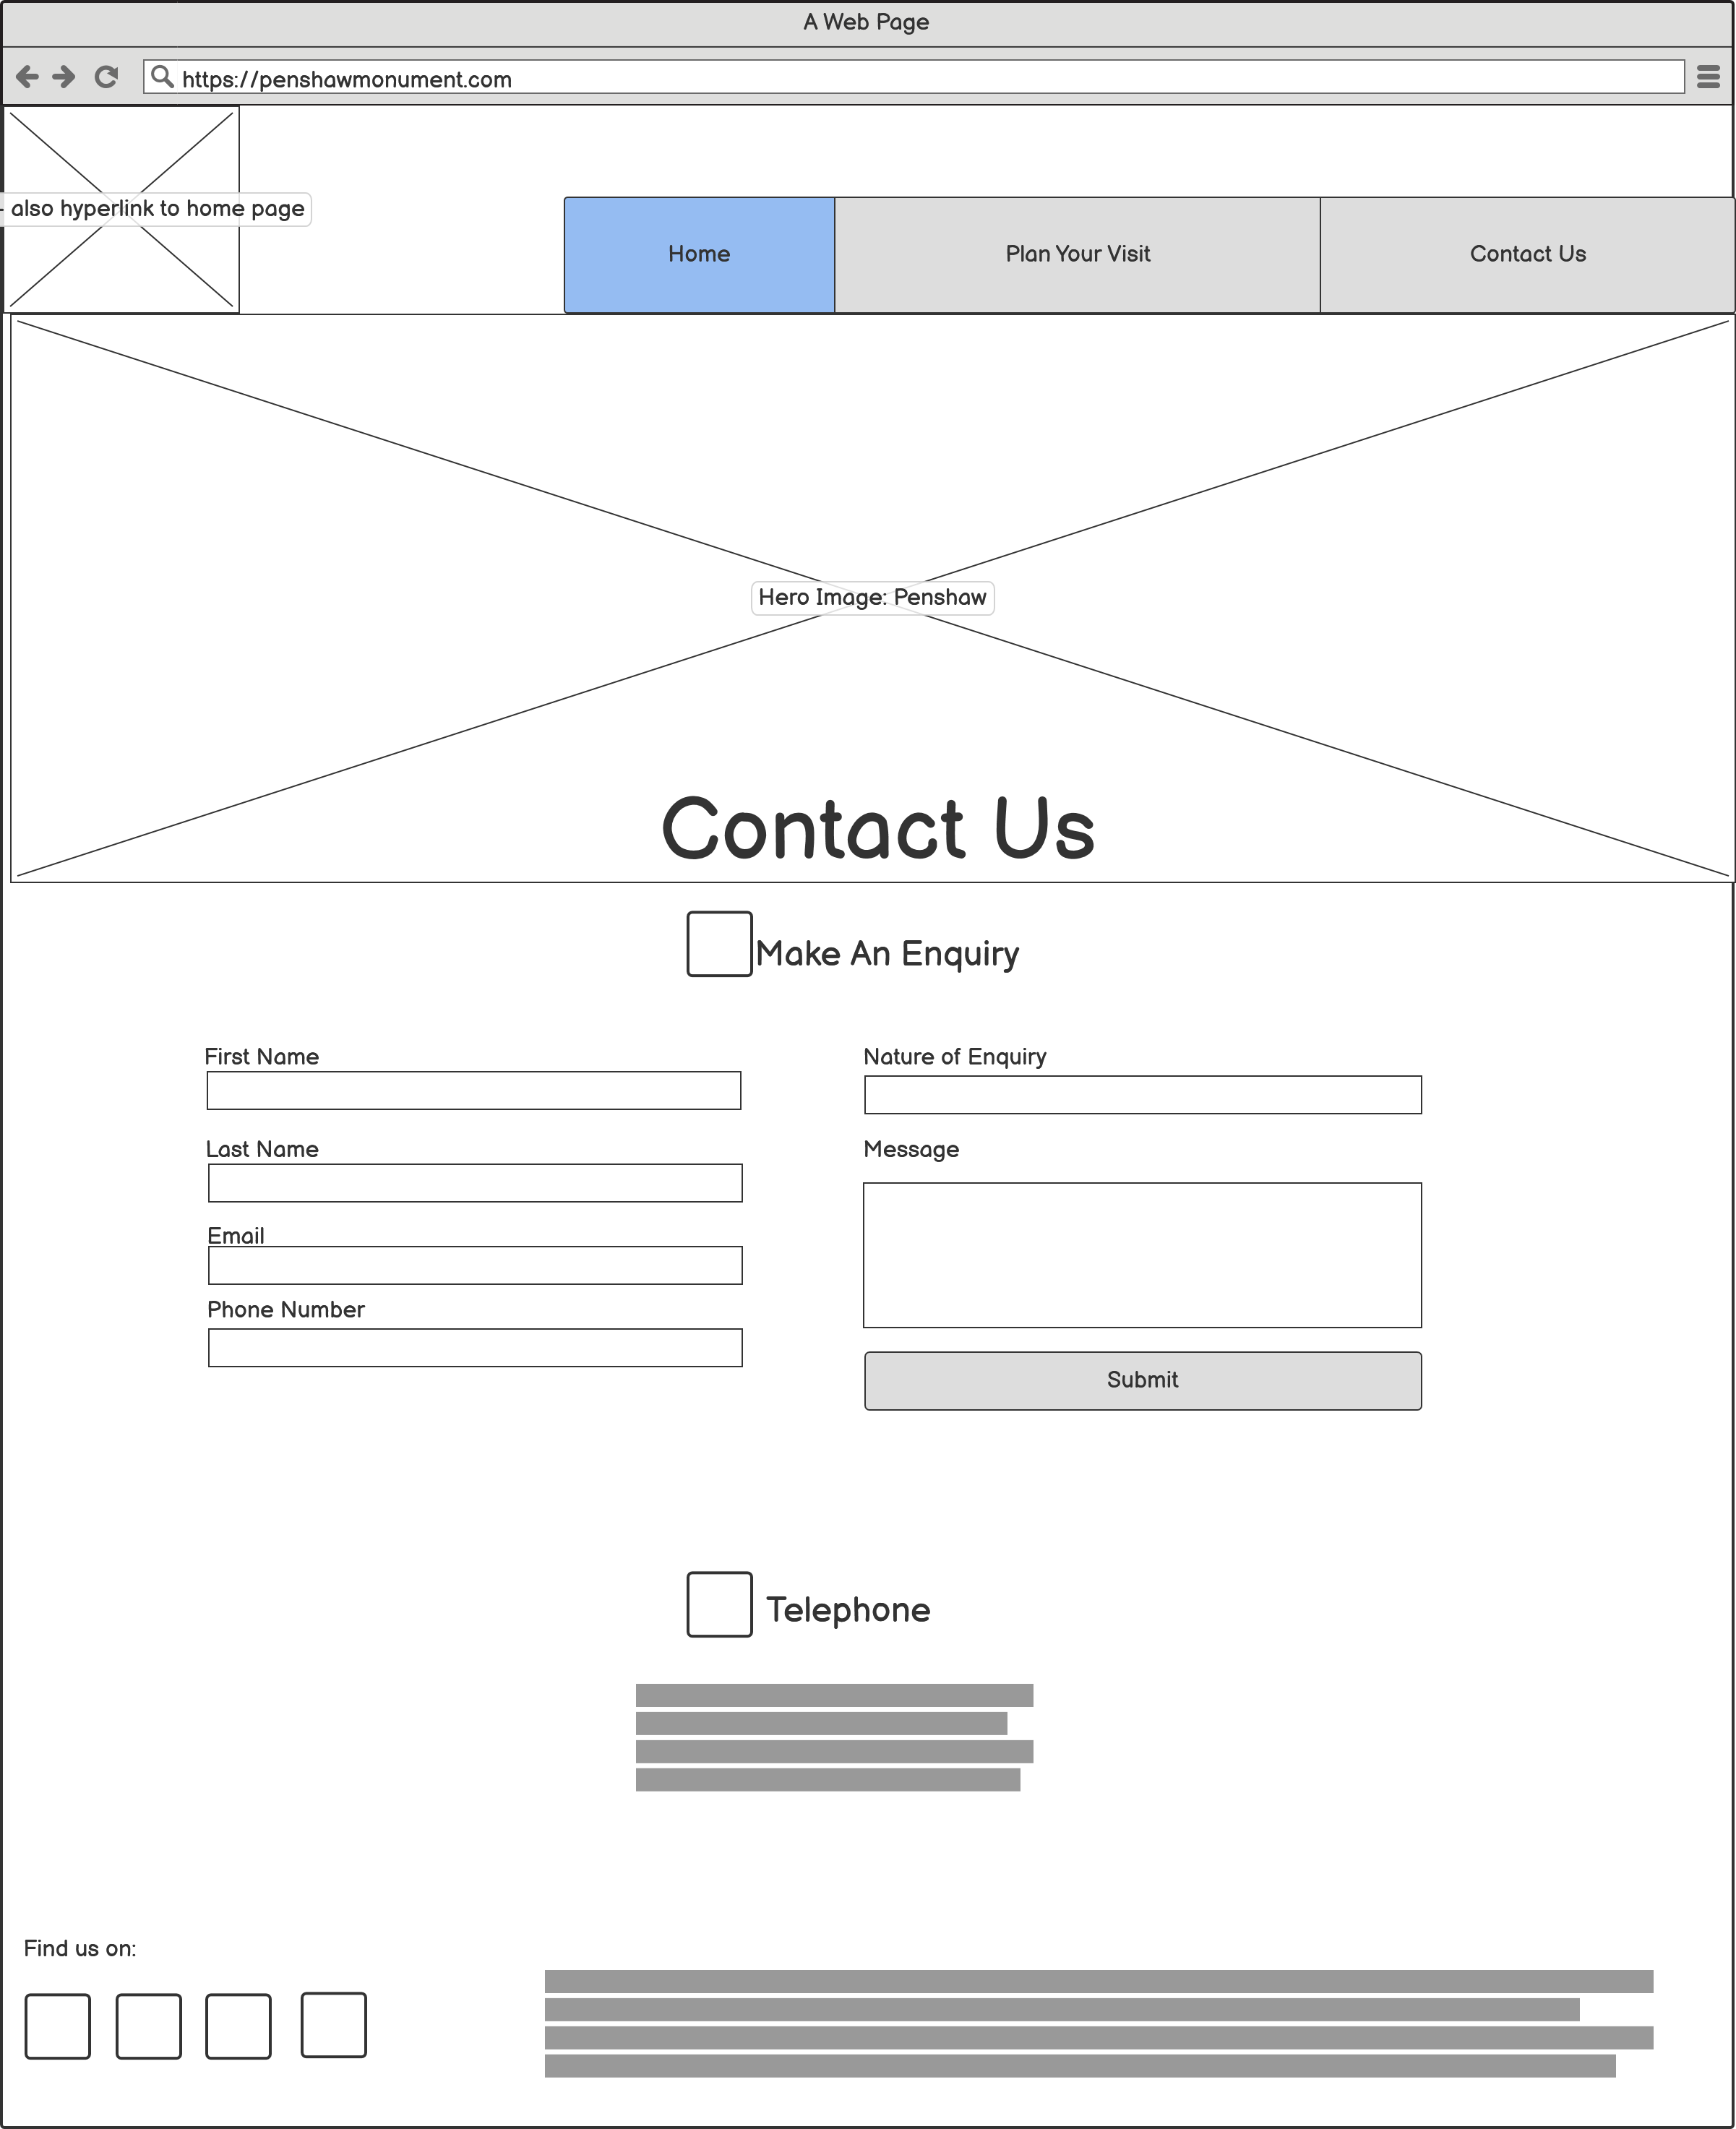 A Web Page
https://penshawmonument.com
- also hyperlink to home page
Home
Plan Your Visit
Contact Us
Hero Image: Penshaw
Contact Us
Make An Enquiry
First Name
Nature of Enquiry
Last Name
Message
Email
Phone Number
Submit
Telephone
Find us on: